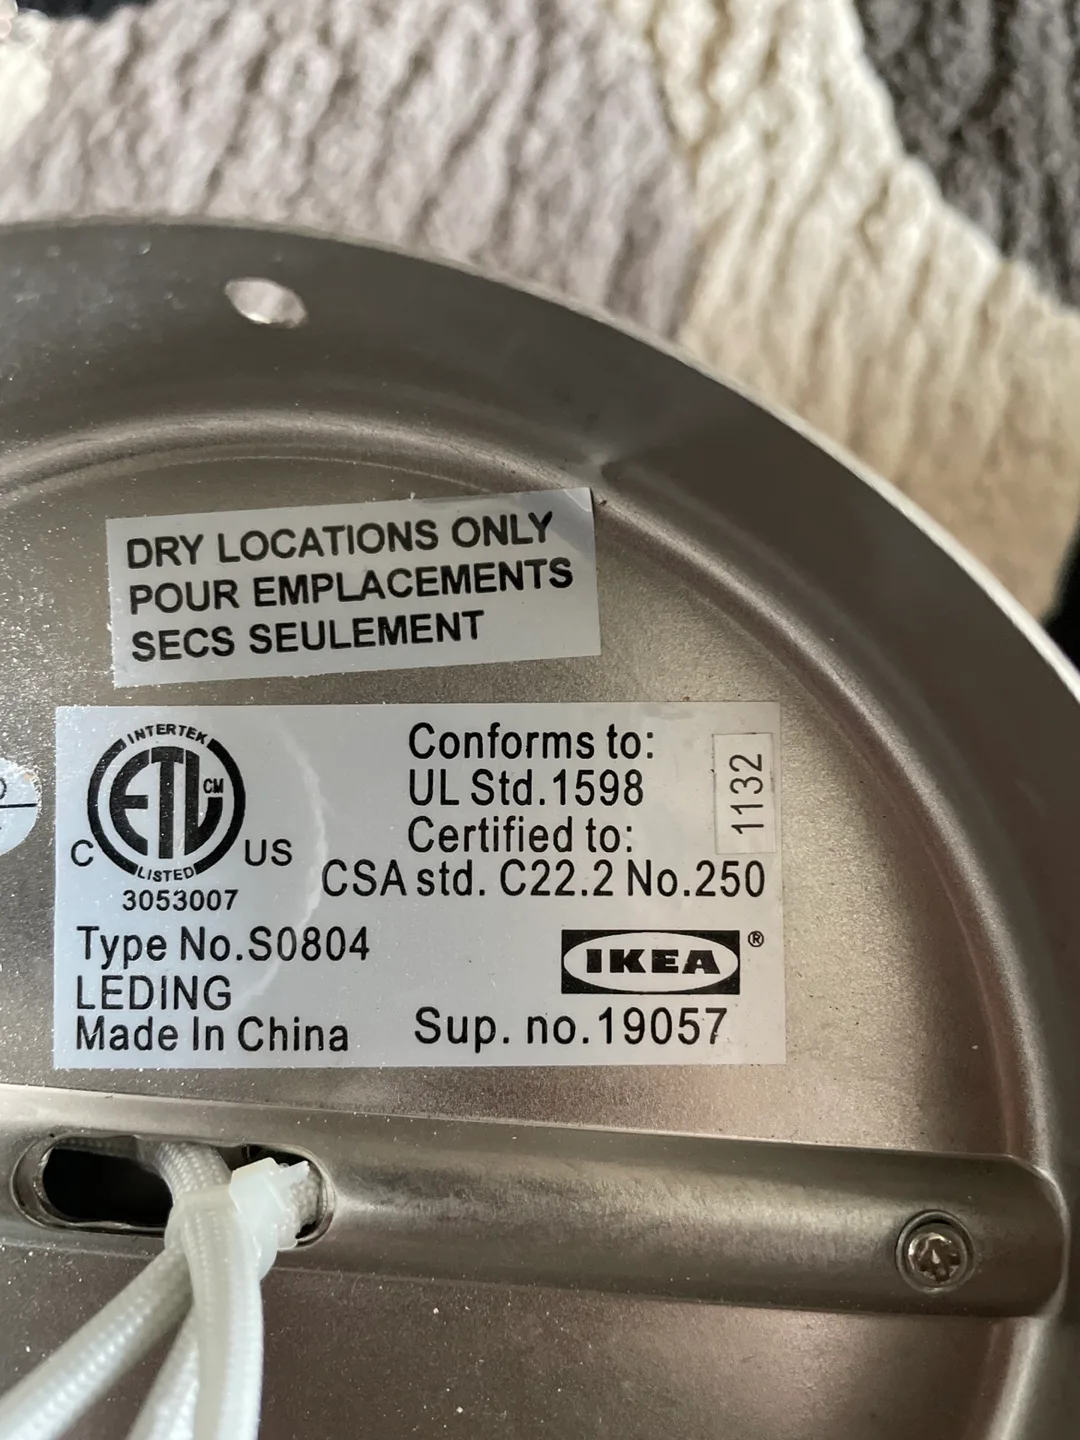 DRY LOCATIONS ONLY
POUR EMPLACEMENTS
SECS SEULEMENT
INTERTEK
ETL CM
LISTED
C US
3053007
Conforms to:
UL Std.1598
Certified to:
CSA std. C22.2 No.250
1132
Type No.S0804
LEDING
Made In China
IKEA®
Sup. no.19057